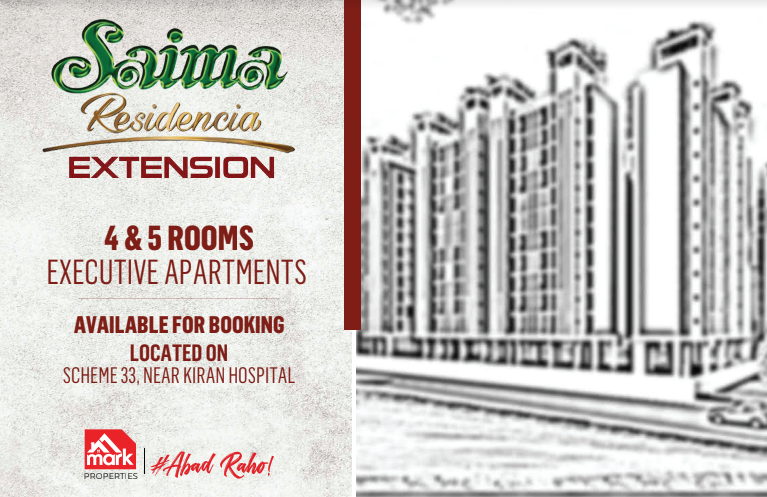 Saima
Residencia
EXTENSION
4 & 5 ROOMS
EXECUTIVE APARTMENTS
AVAILABLE FOR BOOKING
LOCATED ON
SCHEME 33, NEAR KIRAN HOSPITAL
mark
PROPERTIES
#Abad Raho!